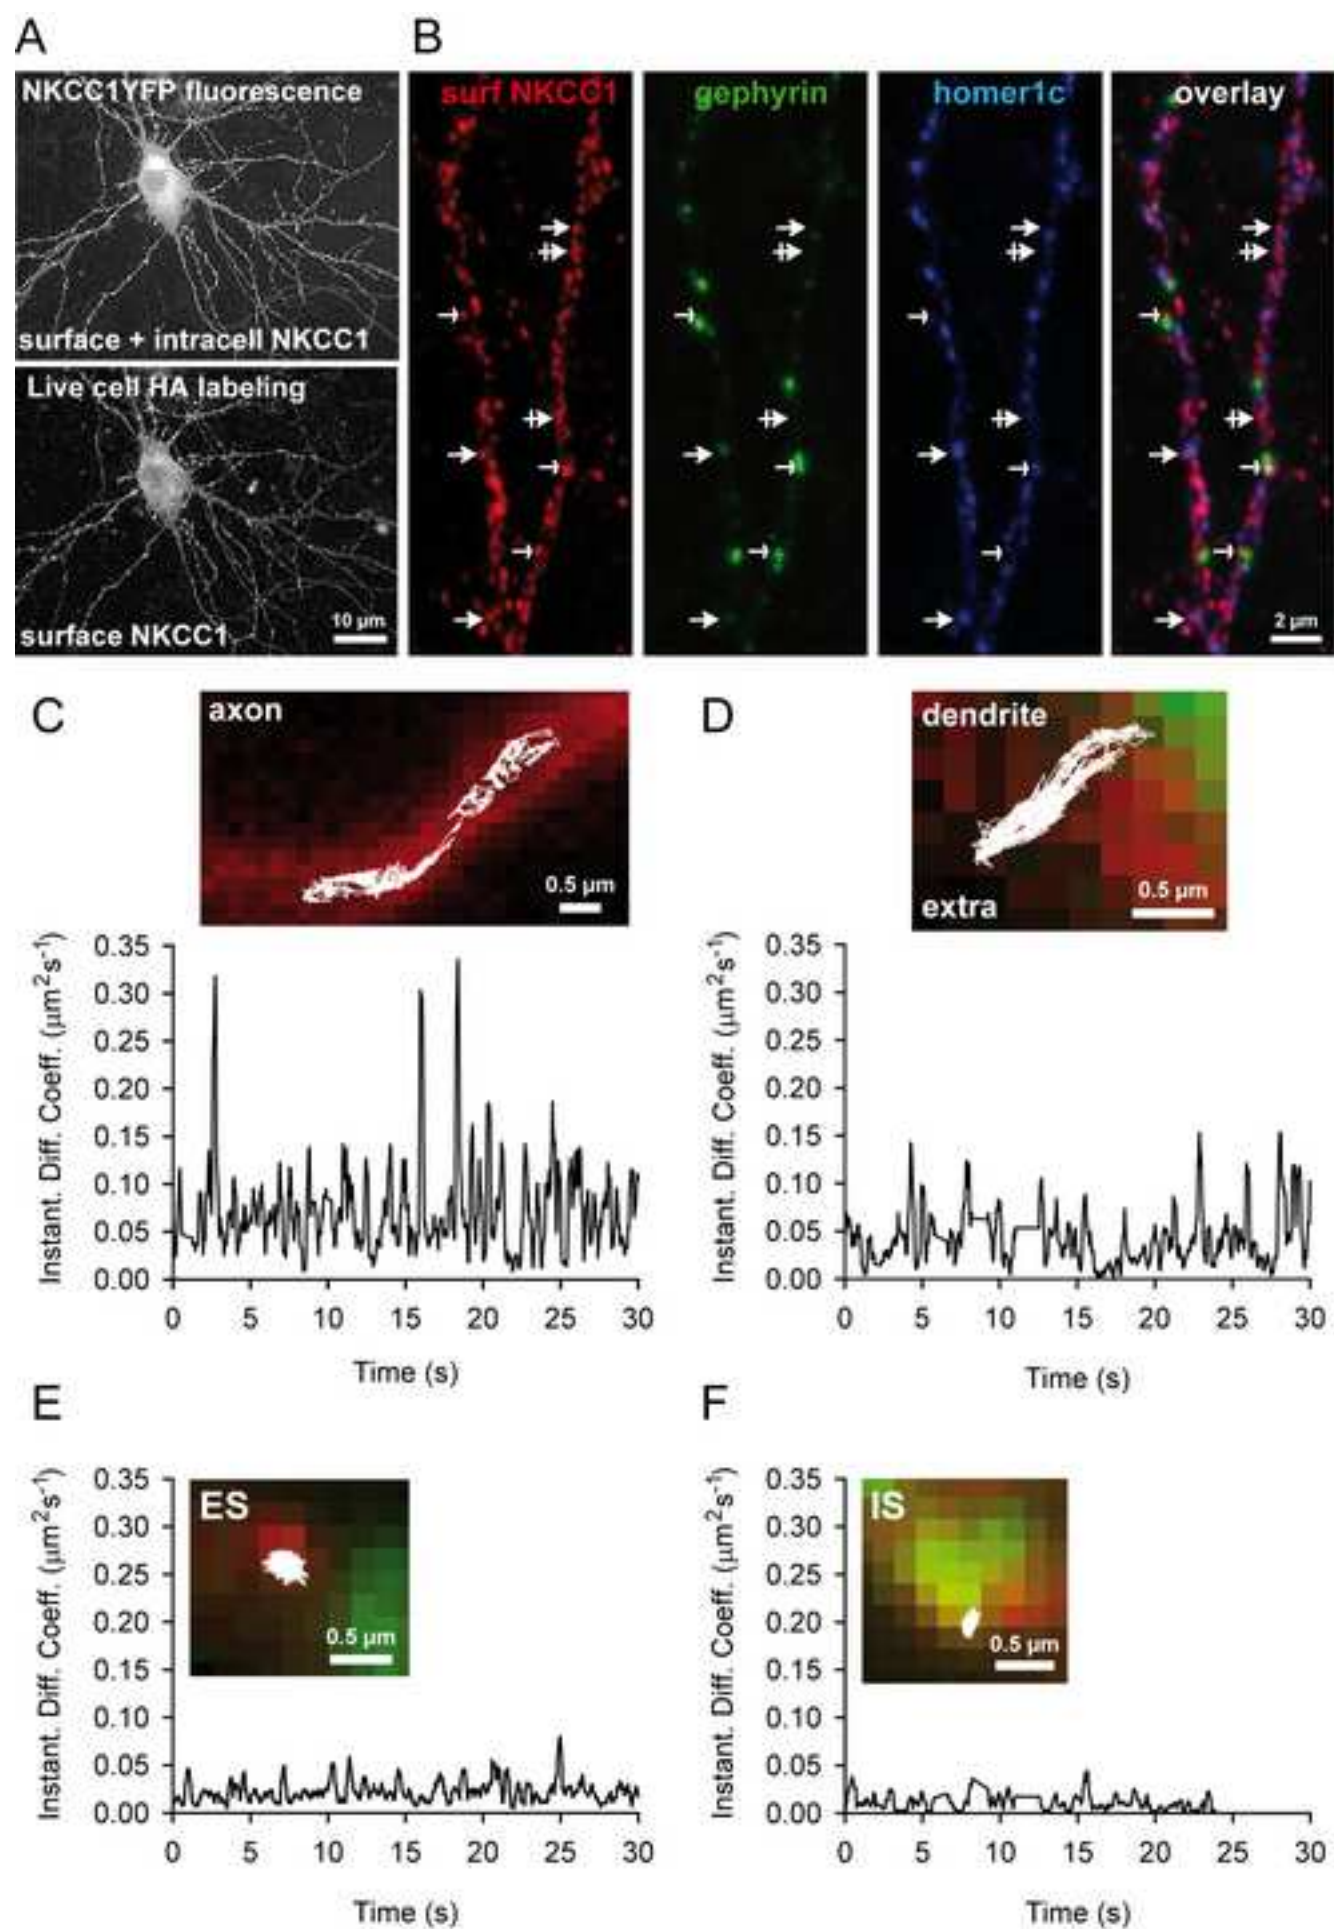 A
B
NKCC1YFP fluorescence
surface + intracell NKCC1
Live cell HA labeling
surface NKCC1
10 µm
surf NKCC1
gephyrin
homer1c
overlay
2 µm
C
axon
0.5 µm
Instant. Diff. Coeff. (µm²s⁻¹)
0.35
0.30
0.25
0.20
0.15
0.10
0.05
0.00
0 5 10 15 20 25 30
Time (s)
D
dendrite
extra
0.5 µm
Instant. Diff. Coeff. (µm²s⁻¹)
0.35
0.30
0.25
0.20
0.15
0.10
0.05
0.00
0 5 10 15 20 25 30
Time (s)
E
ES
0.5 µm
Instant. Diff. Coeff. (µm²s⁻¹)
0.35
0.30
0.25
0.20
0.15
0.10
0.05
0.00
0 5 10 15 20 25 30
Time (s)
F
IS
0.5 µm
Instant. Diff. Coeff. (µm²s⁻¹)
0.35
0.30
0.25
0.20
0.15
0.10
0.05
0.00
0 5 10 15 20 25 30
Time (s)